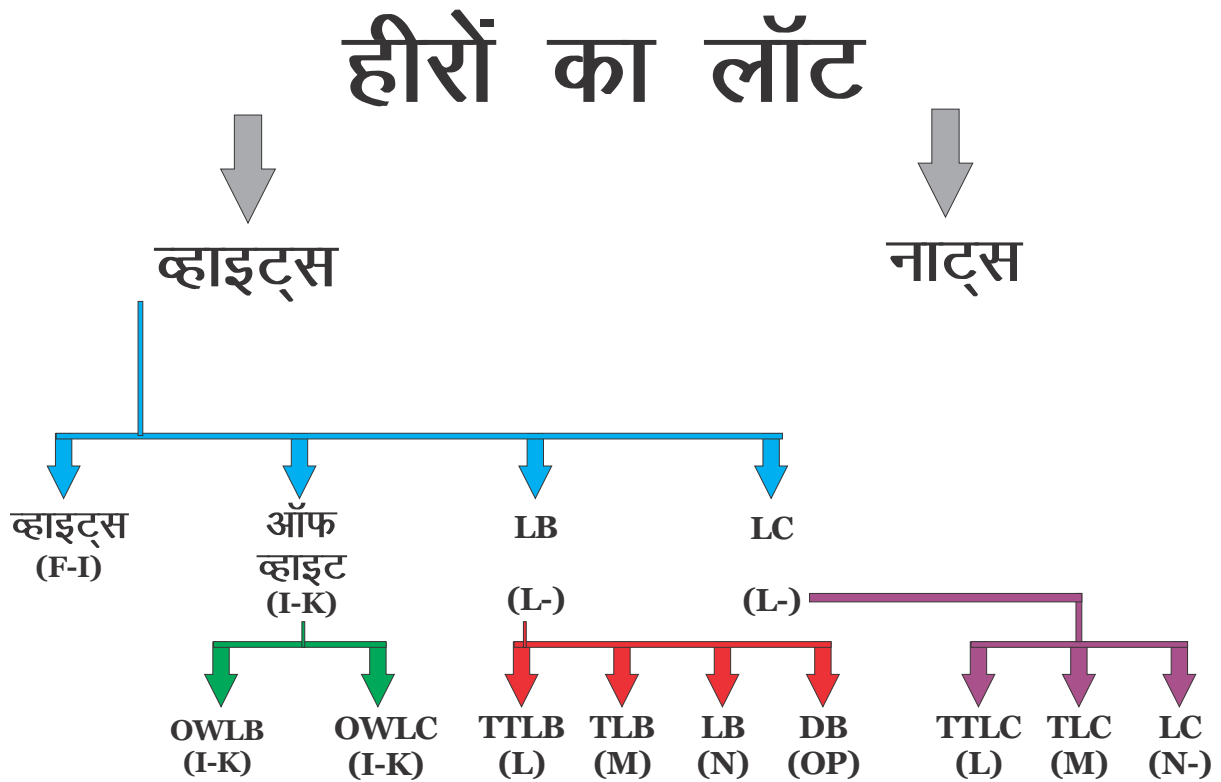 हीरों का लॉट
व्हाइट्स नाट्स
व्हाइट्स ऑफ LB LC
(F-I) व्हाइट
(I-K) (L-) (L-)
OWLB OWLC TTLB TLB LB DB TTLC TLC LC
(I-K) (I-K) (L) (M) (N) (OP) (L) (M) (N-)